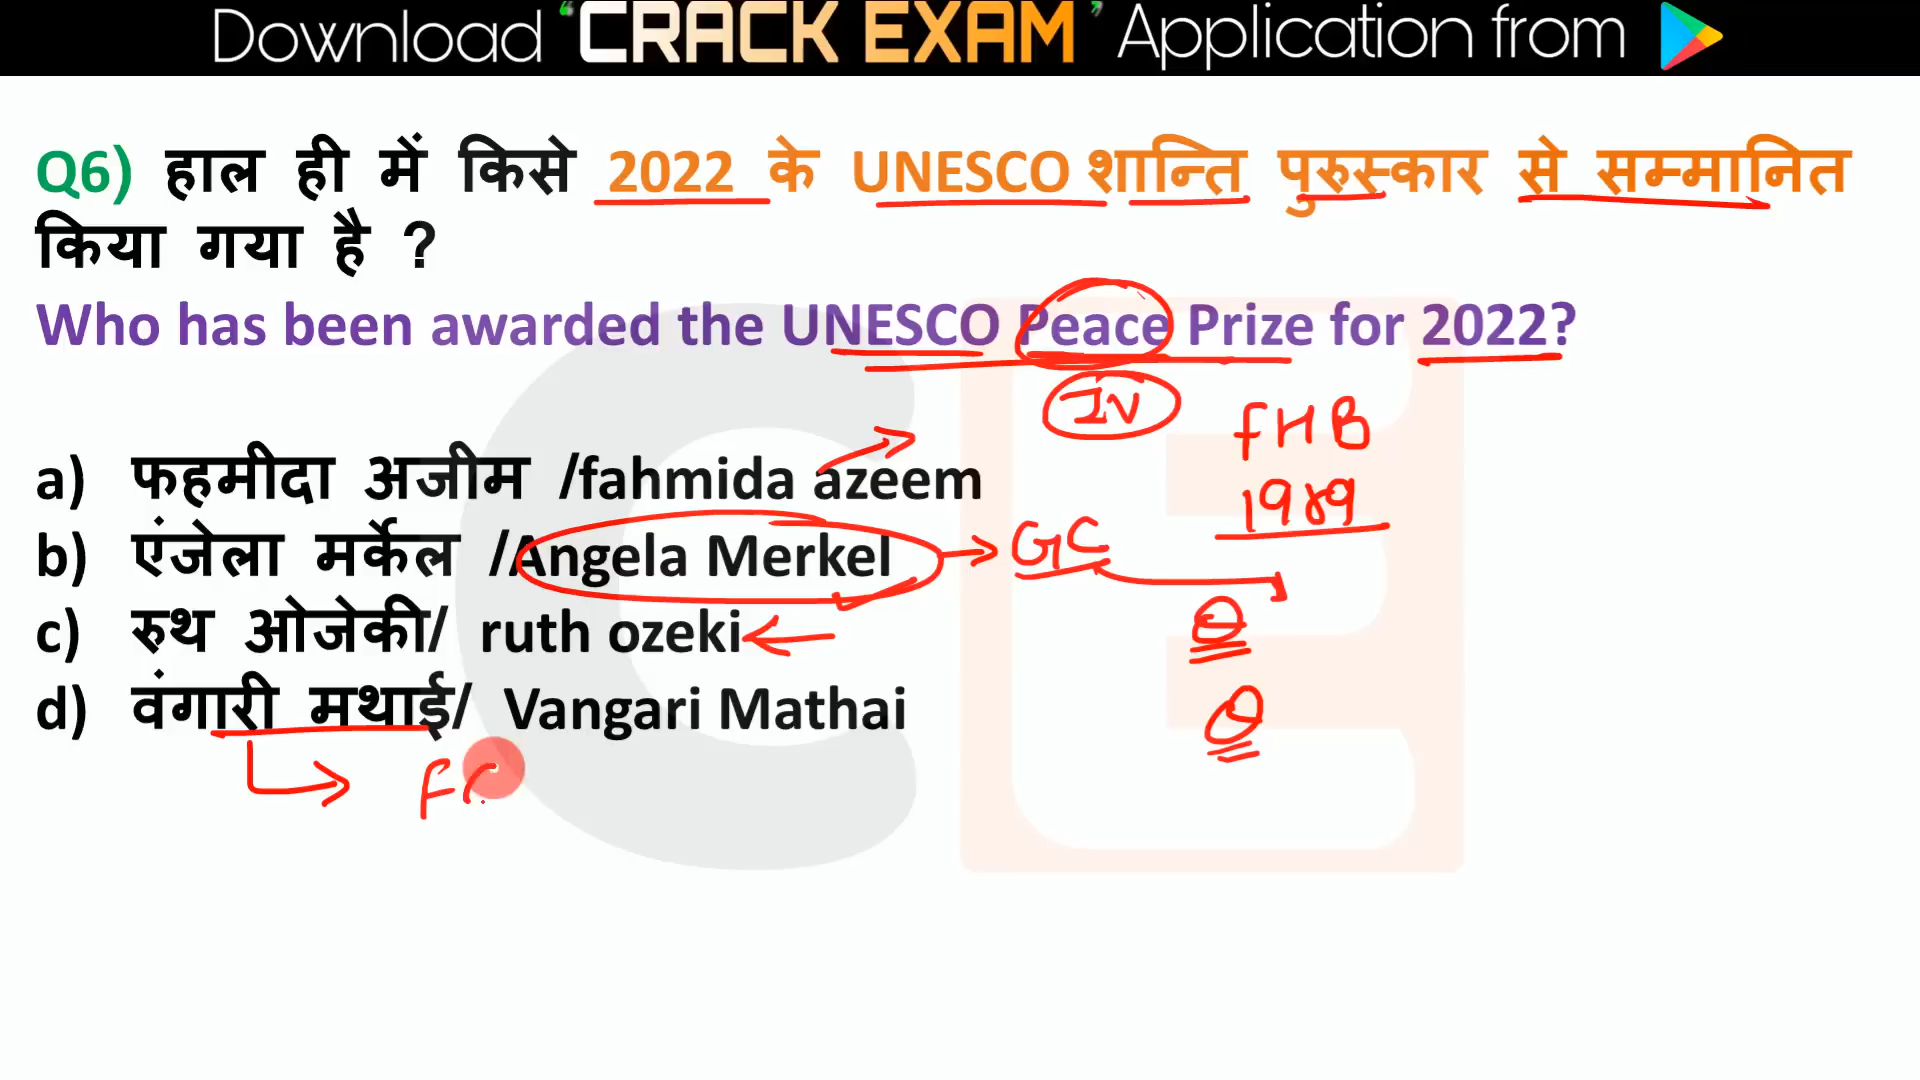 Download ‘CRACK EXAM’ Application from
Q6) हाल ही में किसे 2022 के UNESCO शान्ति पुरुस्कार से सम्मानित
किया गया है ?
Who has been awarded the UNESCO Peace Prize for 2022?
IN
FHB
1989
a) फहमीदा अजीम /fahmida azeem
b) एंजेला मर्केल /Angela Merkel
GC
c) रुथ ओजेकी/ ruth ozeki
d) वंगारी मथाई/ Vangari Mathai